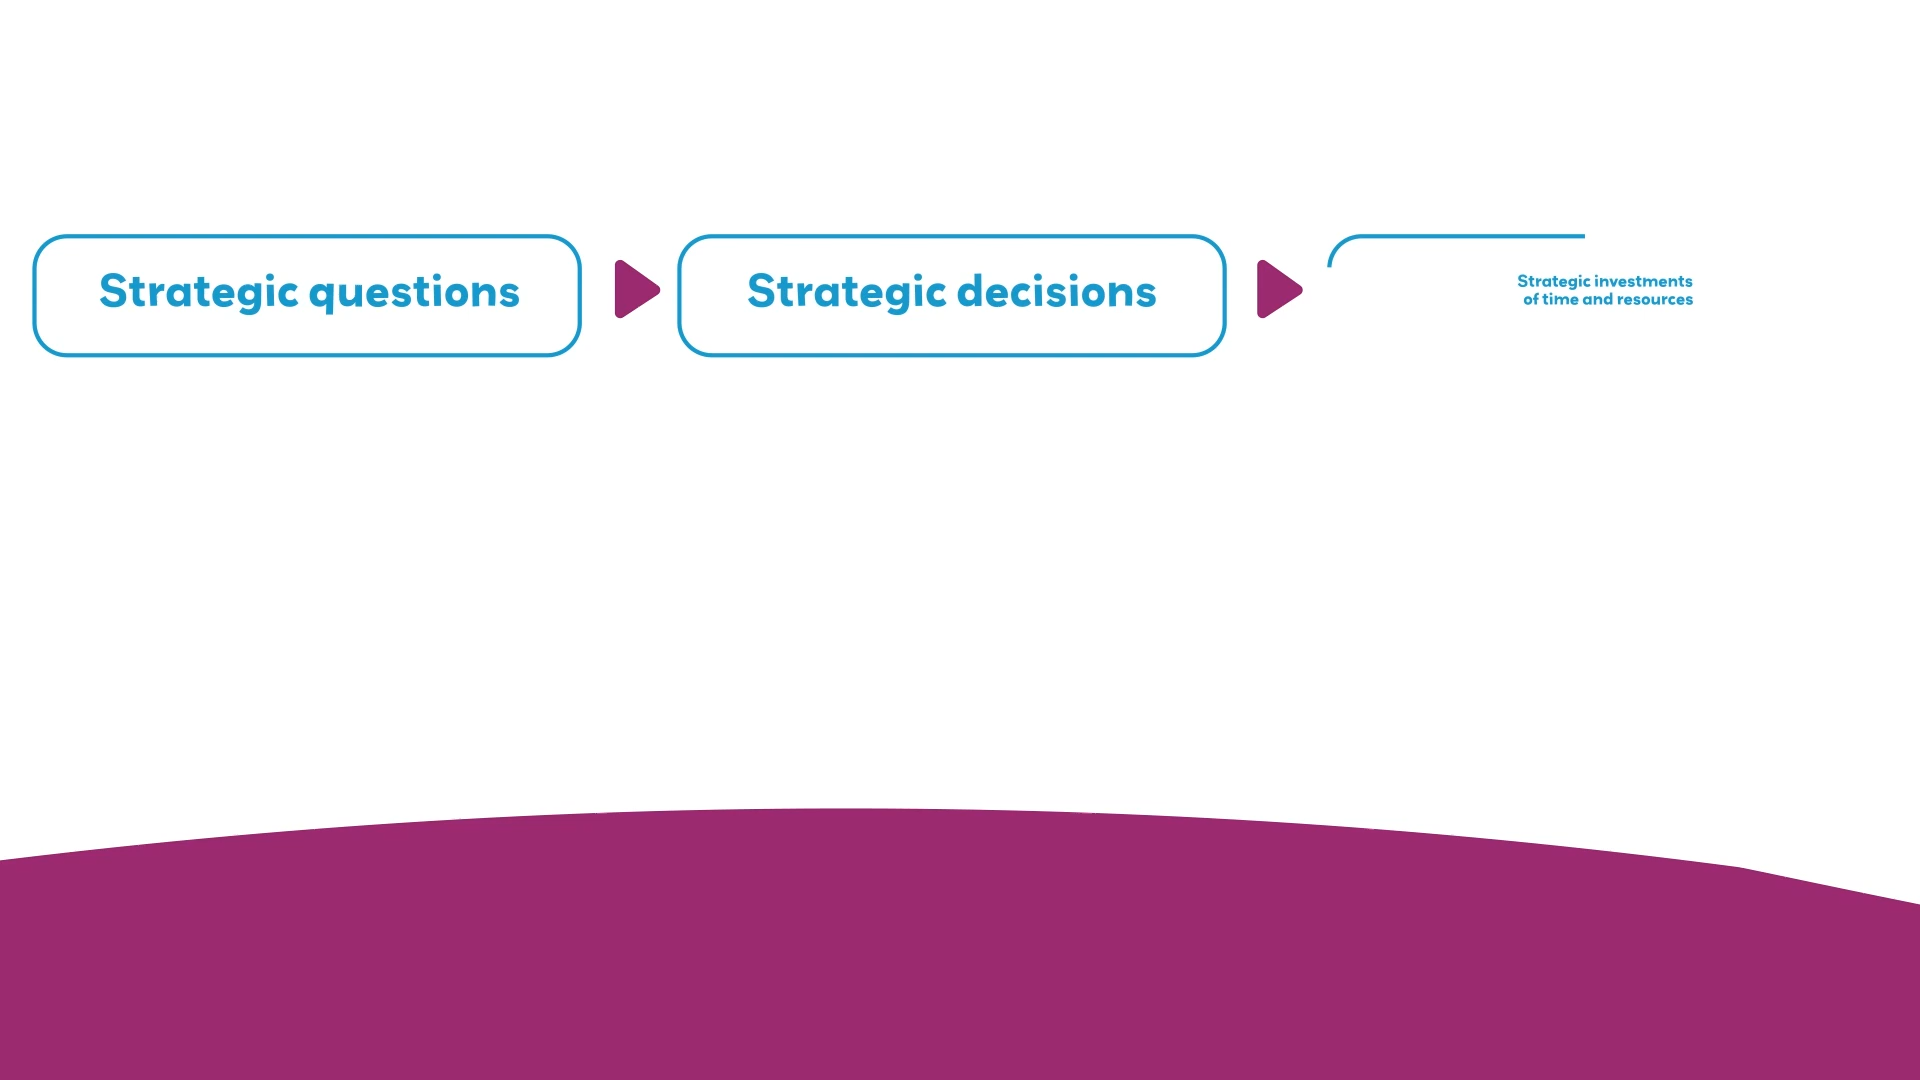 Strategic questions
Strategic decisions
Strategic investments
of time and resources